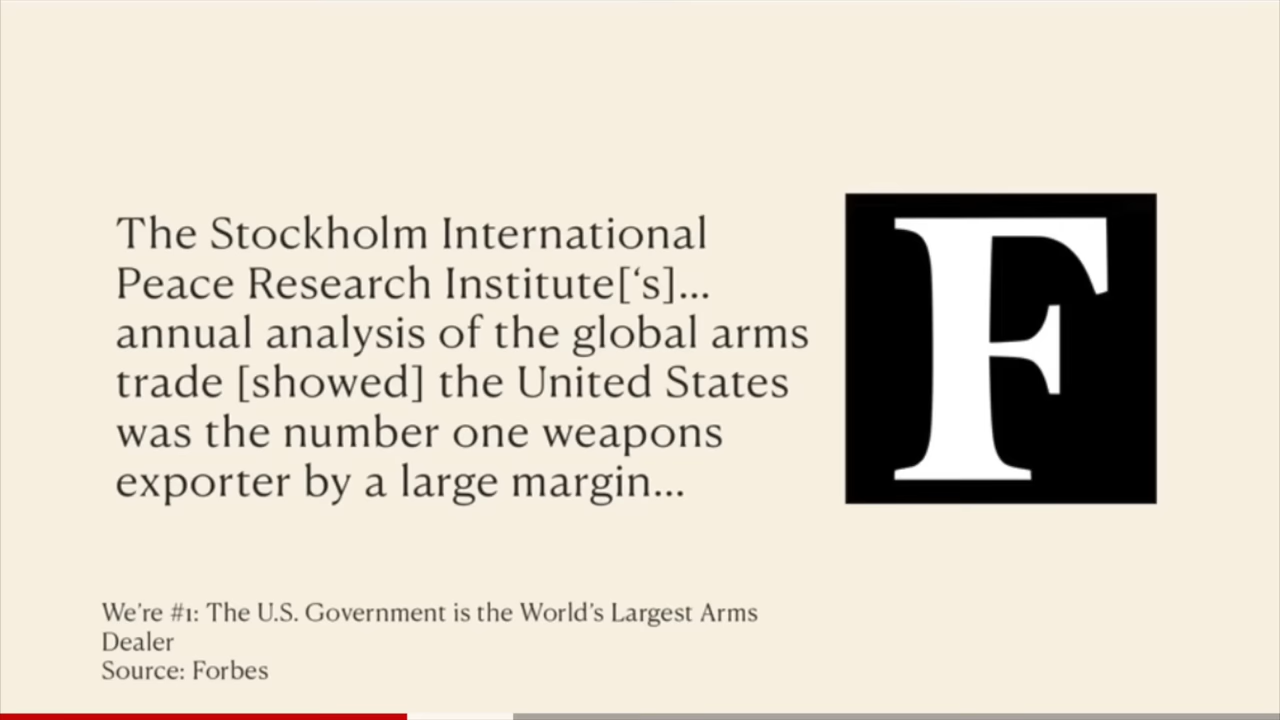 The Stockholm International
Peace Research Institute[‘s]...
annual analysis of the global arms
trade [showed] the United States
was the number one weapons
exporter by a large margin...
F
We’re #1: The U.S. Government is the World’s Largest Arms
Dealer
Source: Forbes